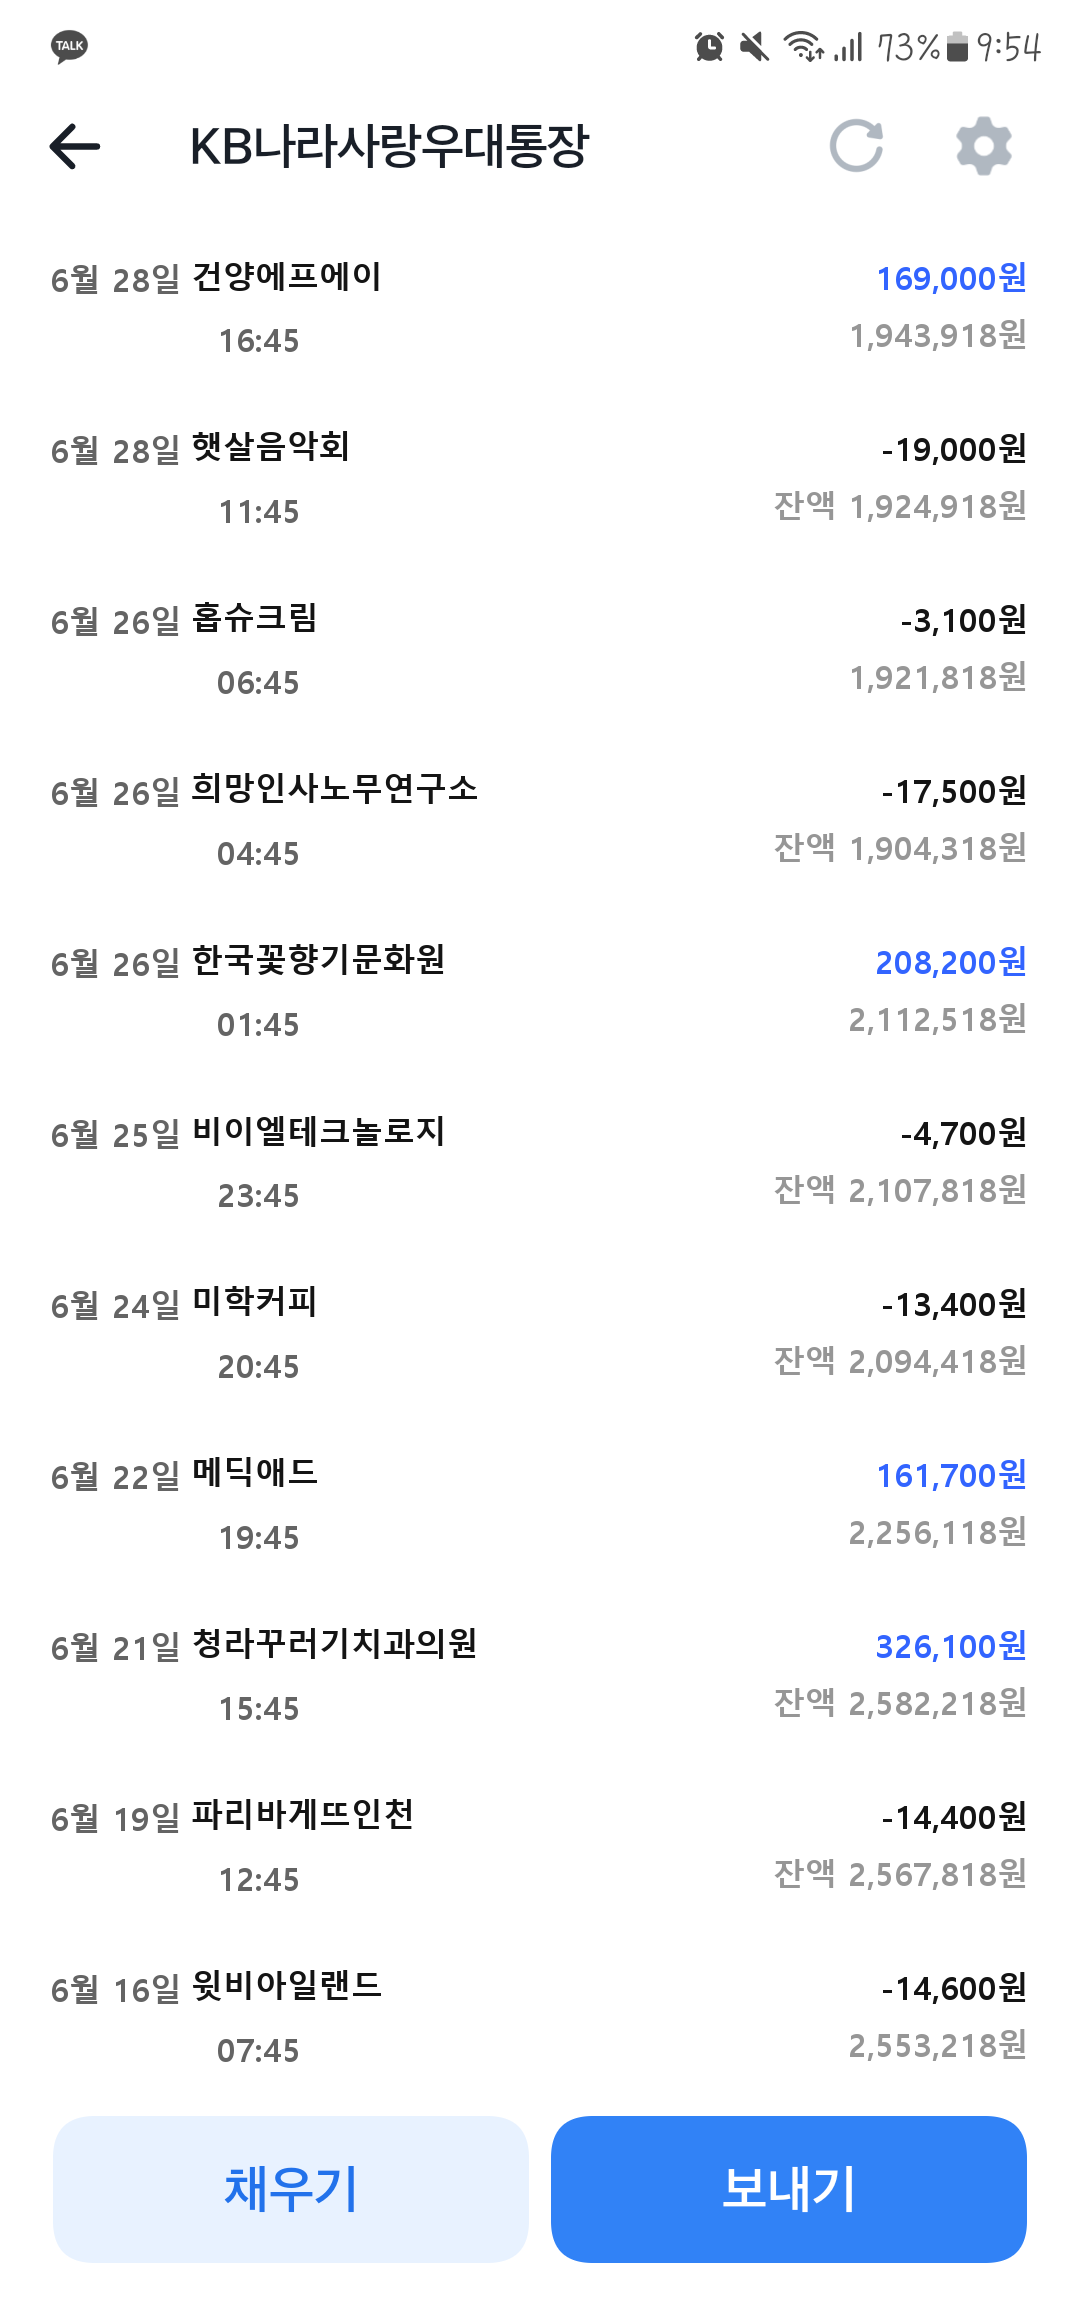 TALK 73% 9:54
KB나라사랑우대통장
6월 28일 건양에프에이 169,000원
16:45 1,943,918원
6월 28일 햇살음악회 -19,000원
11:45 잔액 1,924,918원
6월 26일 홉슈크림 -3,100원
06:45 1,921,818원
6월 26일 희망인사노무연구소 -17,500원
04:45 잔액 1,904,318원
6월 26일 한국꽃향기문화원 208,200원
01:45 2,112,518원
6월 25일 비이엘테크놀로지 -4,700원
23:45 잔액 2,107,818원
6월 24일 미학커피 -13,400원
20:45 잔액 2,094,418원
6월 22일 메딕애드 161,700원
19:45 2,256,118원
6월 21일 청라꾸러기치과의원 326,100원
15:45 잔액 2,582,218원
6월 19일 파리바게뜨인천 -14,400원
12:45 잔액 2,567,818원
6월 16일 윗비아일랜드 -14,600원
07:45 2,553,218원
채우기 보내기